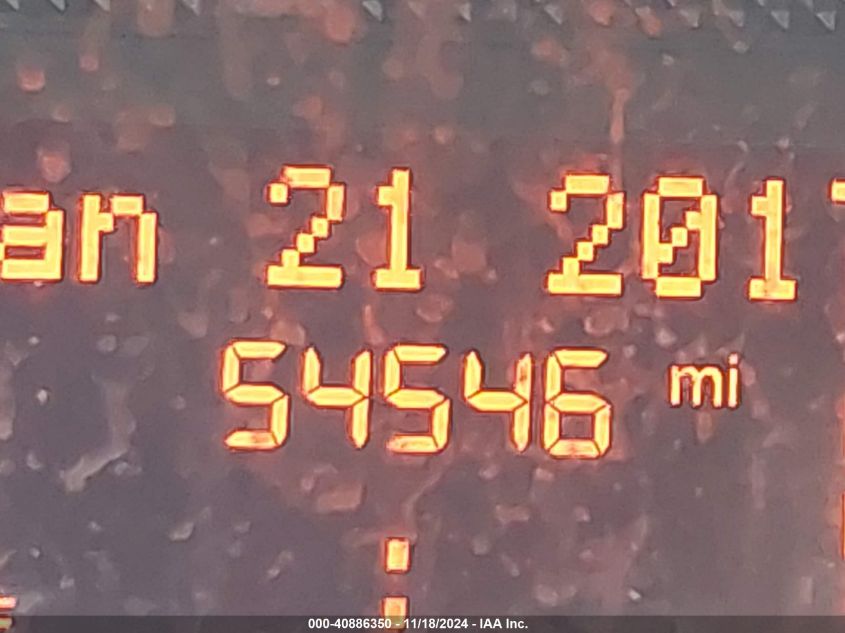 an 21 201
54546 mi
000-40886350 - 11/18/2024 - IAA Inc.